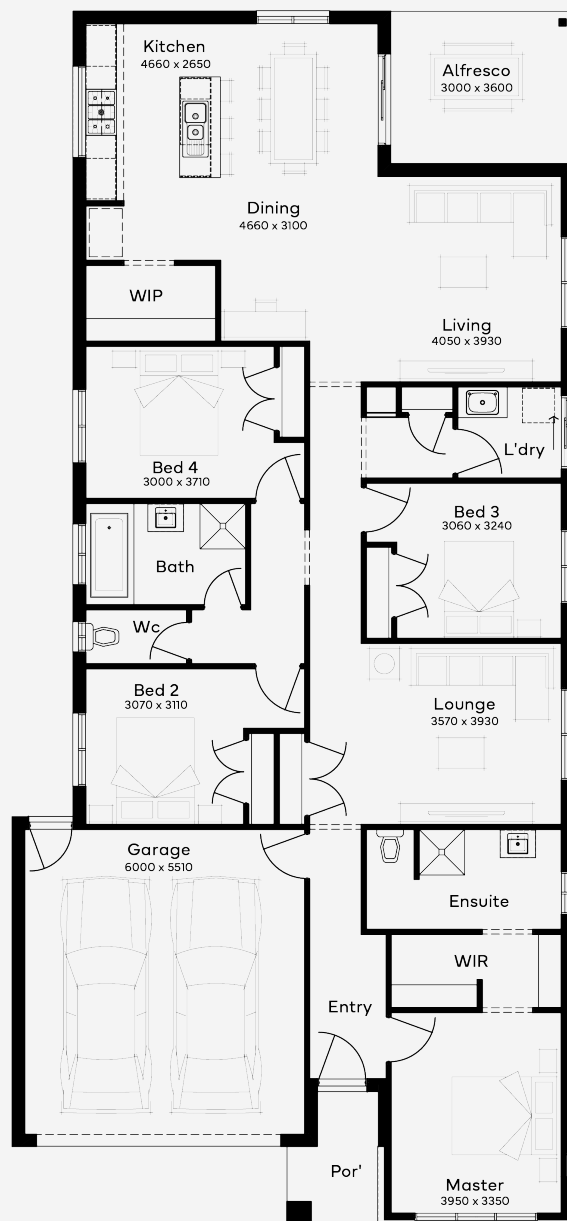 Kitchen
4660 x 2650
Alfresco
3000 x 3600
Dining
4660 x 3100
WIP
Living
4050 x 3930
L'dry
Bed 4
3000 x 3710
Bed 3
3060 x 3240
Bath
Wc
Bed 2
3070 x 3110
Lounge
3570 x 3930
Garage
6000 x 5510
Ensuite
WIR
Entry
Por'
Master
3950 x 3350